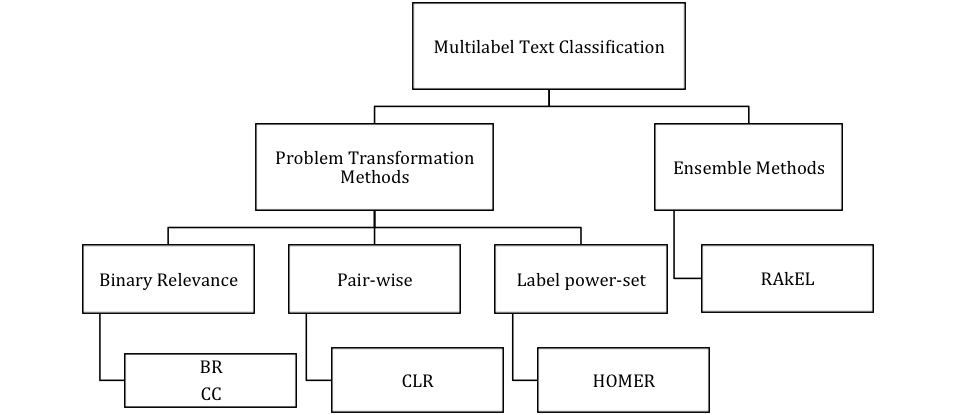 Multilabel Text Classification
Problem Transformation
Methods
Ensemble Methods
Binary Relevance
Pair-wise
Label power-set
RAkEL
BR
CC
CLR
HOMER